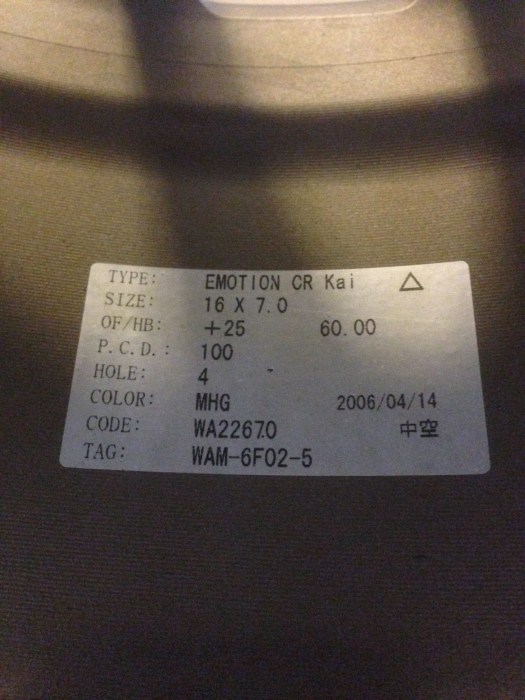 TYPE: EMOTION CR Kai △
SIZE: 16 X 7.0
OF/HB: +25 60.00
P.C.D.: 100
HOLE: 4
COLOR: MHG 2006/04/14
CODE: WA22670 中空
TAG: WAM-6F02-5